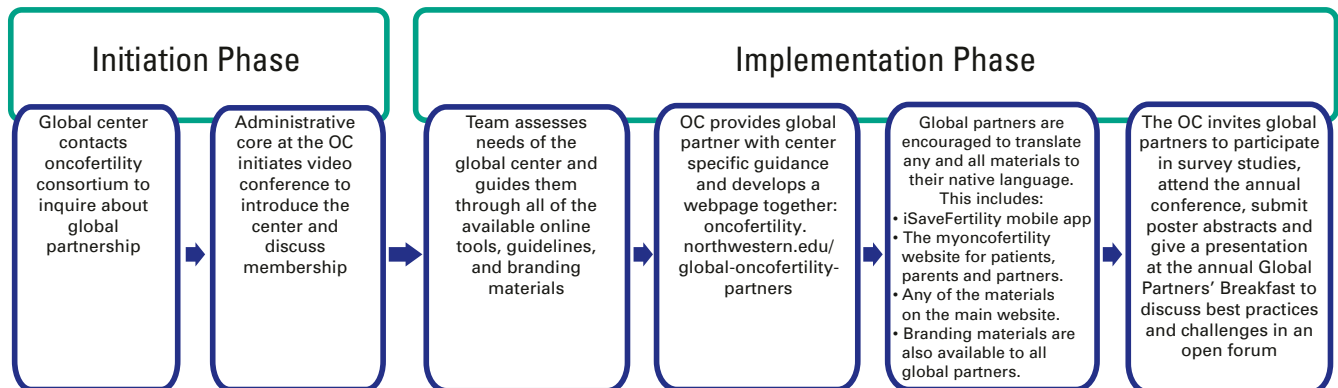 Initiation Phase
Implementation Phase
Global center
contacts
oncofertility
consortium to
inquire about
global
partnership
Administrative
core at the OC
initiates video
conference to
introduce the
center and
discuss
membership
Team assesses
needs of the
global center and
guides them
through all of the
available online
tools, guidelines,
and branding
materials
OC provides global
partner with center
specific guidance
and develops a
webpage together:
oncofertility.
northwestern.edu/
global-oncofertility-
partners
Global partners are
encouraged to translate
any and all materials to
their native language.
This includes:
• iSaveFertility mobile app
• The myoncofertility
website for patients,
parents and partners.
• Any of the materials
on the main website.
• Branding materials are
also available to all
global partners.
The OC invites global
partners to participate
in survey studies,
attend the annual
conference, submit
poster abstracts and
give a presentation
at the annual Global
Partners' Breakfast to
discuss best practices
and challenges in an
open forum